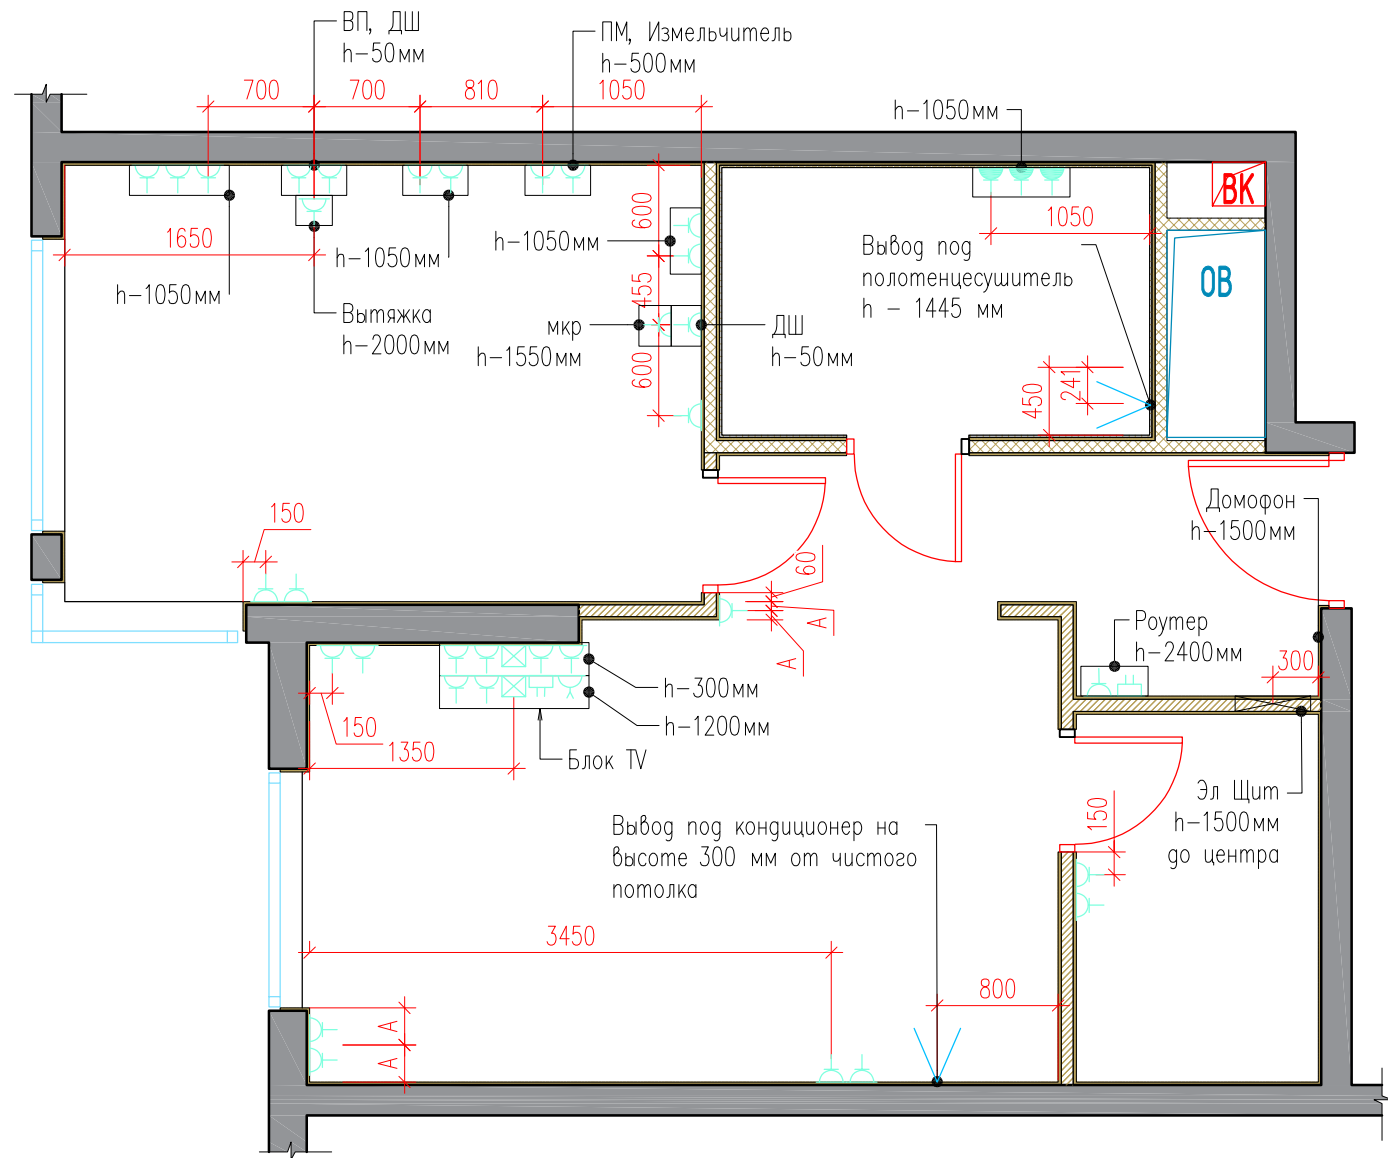 ВП, ДШ
h-50мм
ПМ, Измельчитель
h-500мм
700
700
810
1050
h-1050мм
ВК
1650
600
h-1050мм
h-1050мм
h-1050мм
1050
Вывод под
полотенцесушитель
h - 1445 мм
ОВ
455
Вытяжка
h-2000мм
мкр
h-1550мм
ДШ
h-50мм
600
450
241
150
Домофон
h-1500мм
60
А
А
Роутер
h-2400мм
300
h-300мм
h-1200мм
150
1350
Блок TV
Эл Щит
h-1500мм
до центра
150
Вывод под кондиционер на
высоте 300 мм от чистого
потолка
3450
800
А
А